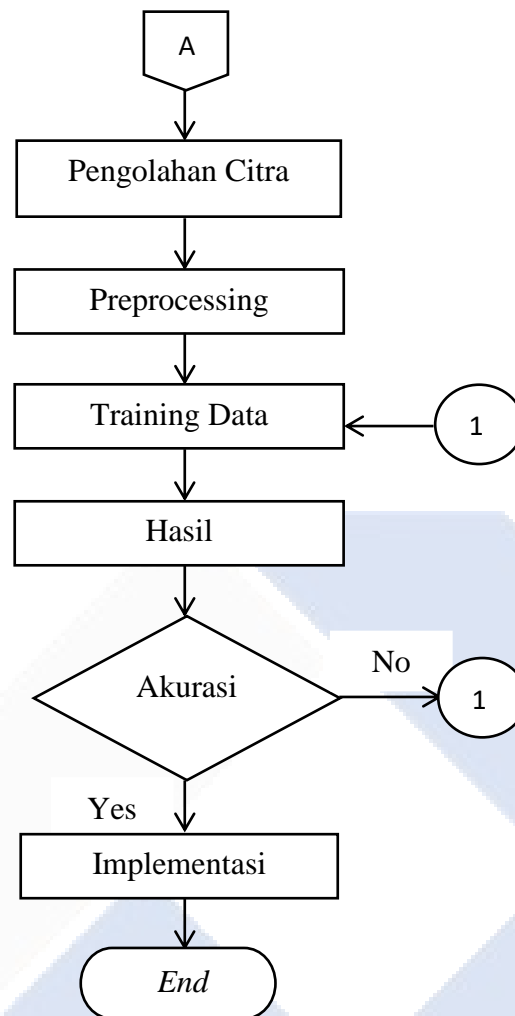 A
Pengolahan Citra
Preprocessing
Training Data
1
Hasil
Akurasi
No
1
Yes
Implementasi
End